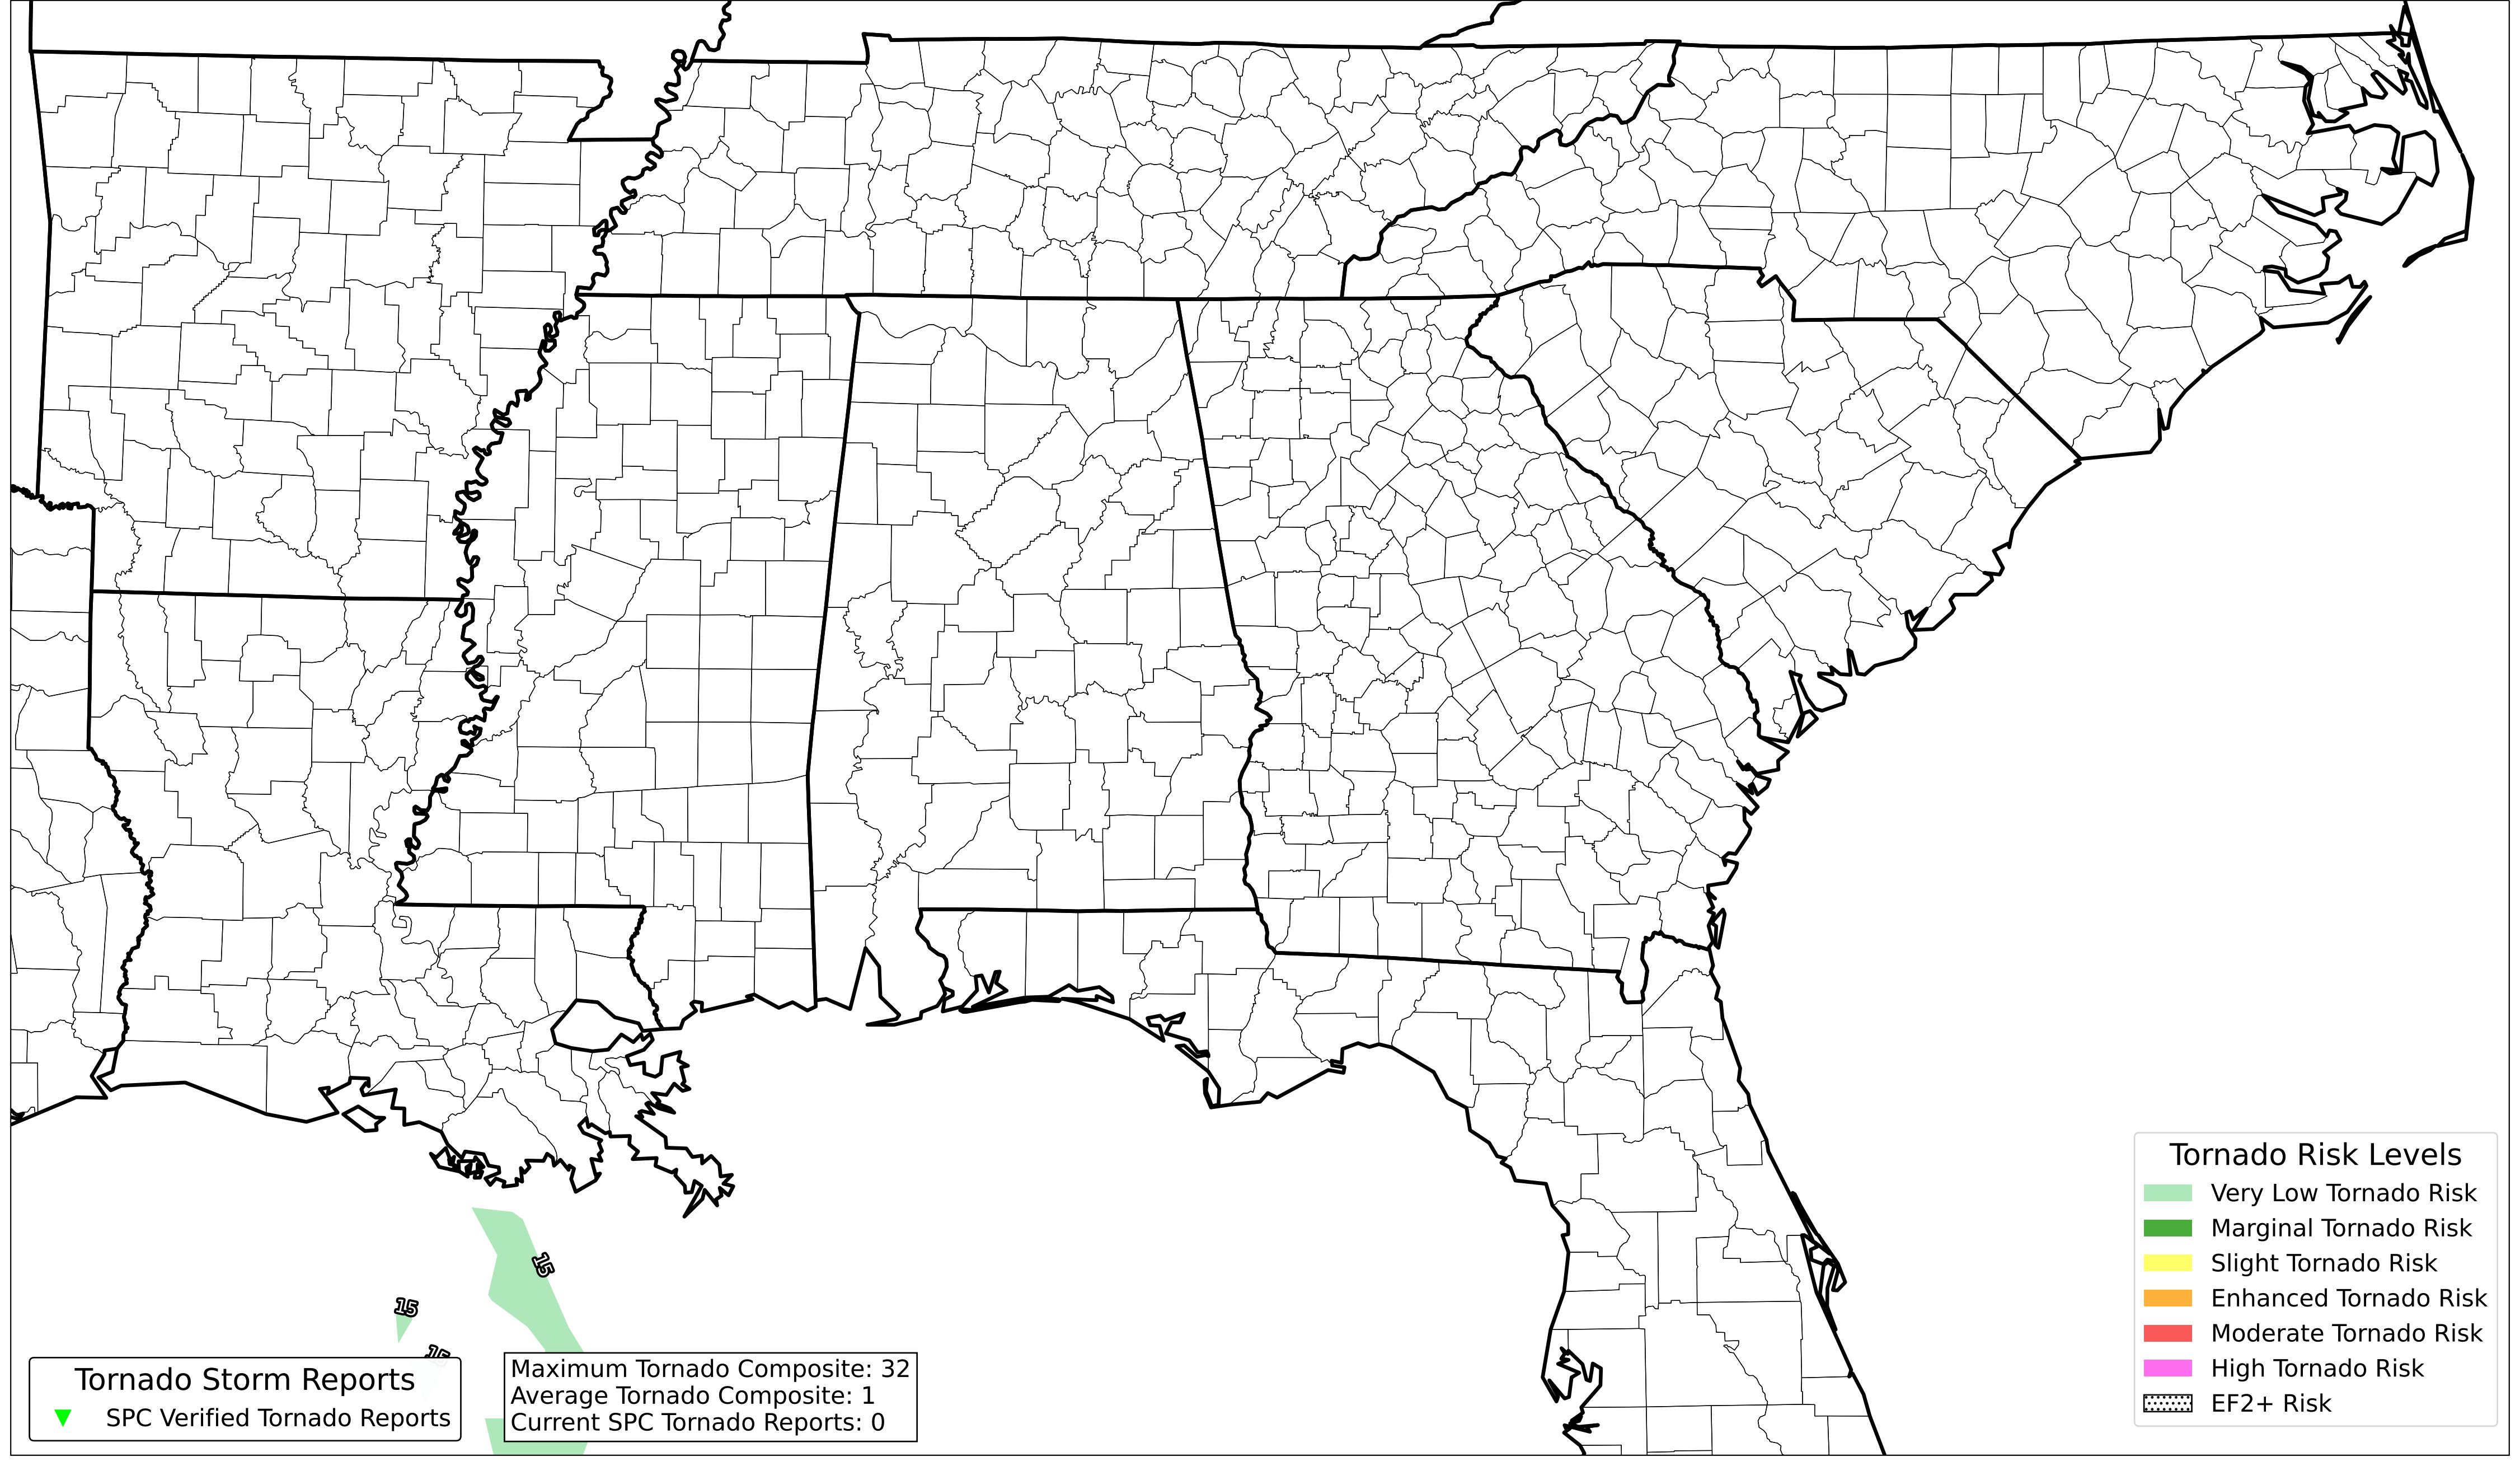 Tornado Risk Levels
Very Low Tornado Risk
Marginal Tornado Risk
Slight Tornado Risk
Enhanced Tornado Risk
Moderate Tornado Risk
High Tornado Risk
EF2+ Risk
15
15
15
Tornado Storm Reports
SPC Verified Tornado Reports
Maximum Tornado Composite: 32
Average Tornado Composite: 1
Current SPC Tornado Reports: 0